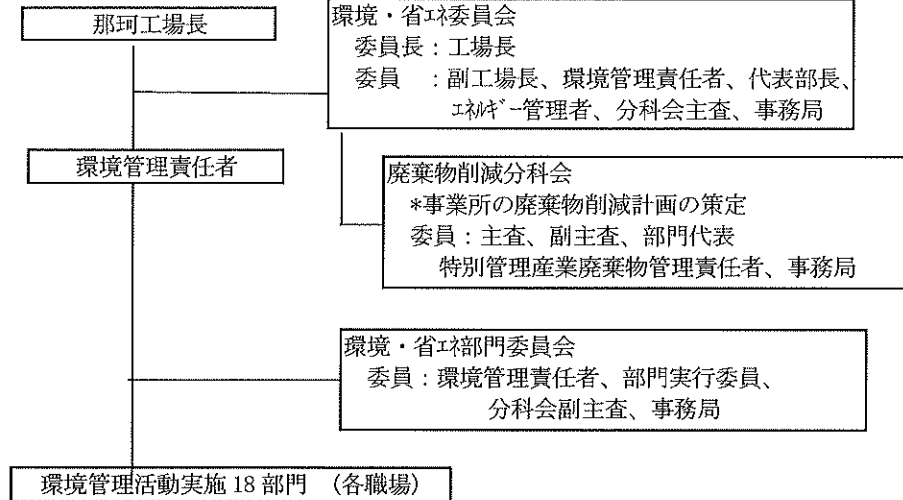 那珂工場長
環境・省ｴﾈ委員会
委員長：工場長
委員　：副工場長、環境管理責任者、代表部長、
ｴﾈﾙｷﾞｰ管理者、分科会主査、事務局
環境管理責任者
廃棄物削減分科会
*事業所の廃棄物削減計画の策定
委員：主査、副主査、部門代表
特別管理産業廃棄物管理責任者、事務局
環境・省ｴﾈ部門委員会
委員：環境管理責任者、部門実行委員、
分科会副主査、事務局
環境管理活動実施 18 部門　（各職場）